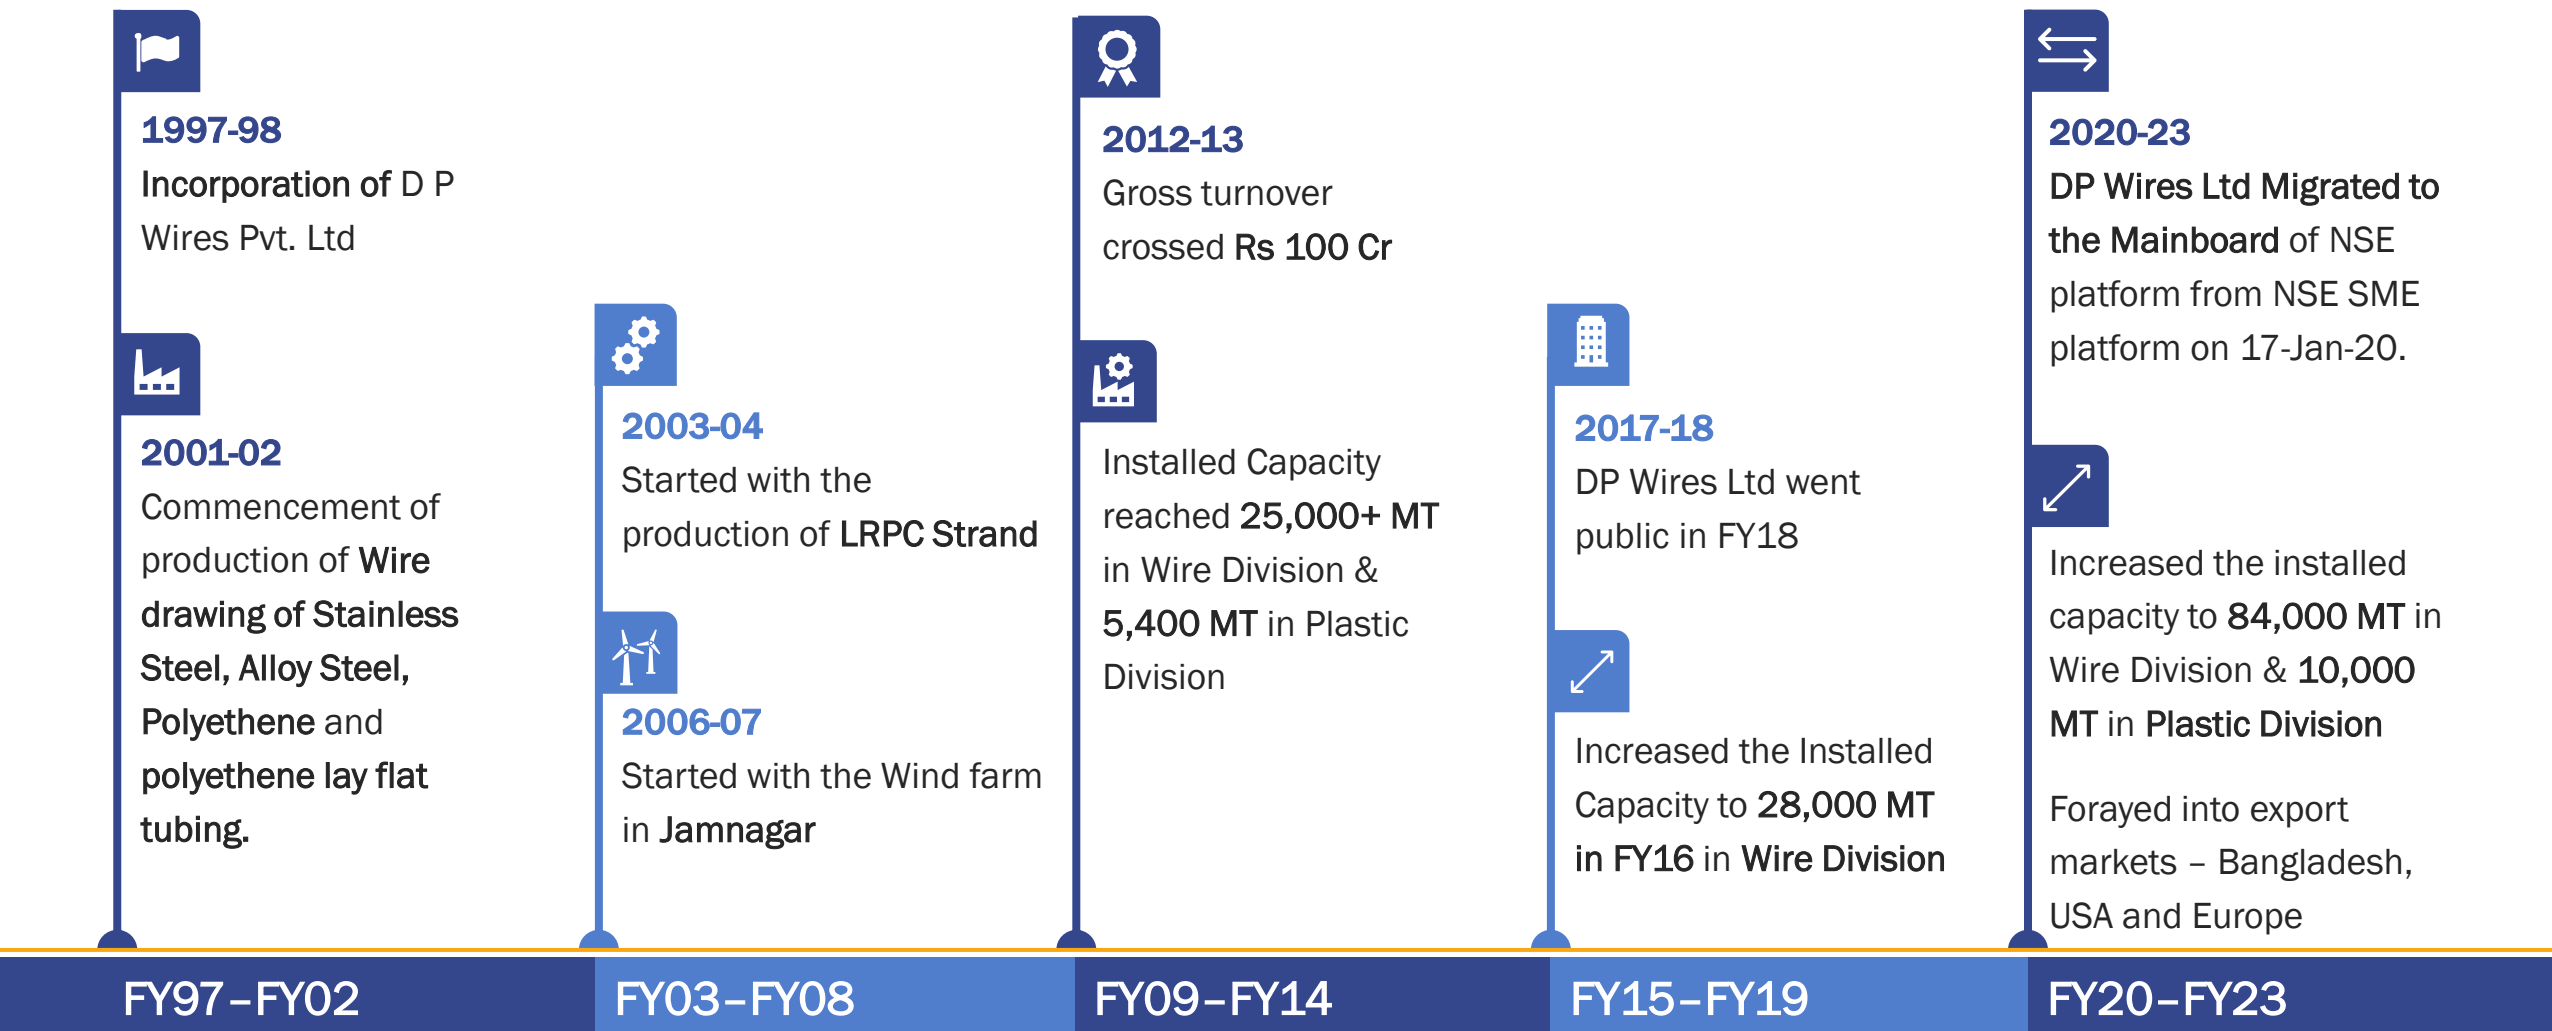 1997-98
Incorporation of D P
Wires Pvt. Ltd
2001-02
Commencement of
production of Wire
drawing of Stainless
Steel, Alloy Steel,
Polyethene and
polyethene lay flat
tubing.
2003-04
Started with the
production of LRPC Strand
2006-07
Started with the Wind farm
in Jamnagar
2012-13
Gross turnover
crossed Rs 100 Cr
Installed Capacity
reached 25,000+ MT
in Wire Division &
5,400 MT in Plastic
Division
2017-18
DP Wires Ltd went
public in FY18
Increased the Installed
Capacity to 28,000 MT
in FY16 in Wire Division
2020-23
DP Wires Ltd Migrated to
the Mainboard of NSE
platform from NSE SME
platform on 17-Jan-20.
Increased the installed
capacity to 84,000 MT in
Wire Division & 10,000
MT in Plastic Division
Forayed into export
markets – Bangladesh,
USA and Europe
FY97–FY02
FY03–FY08
FY09–FY14
FY15–FY19
FY20–FY23